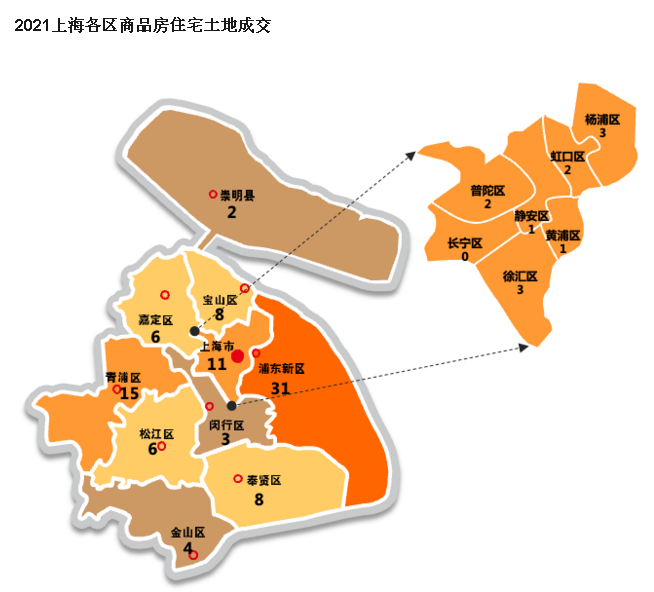 2021上海各区商品房住宅土地成交
杨浦区
3
虹口区
2
普陀区
2
静安区
1
黄浦区
1
长宁区
0
徐汇区
3
崇明县
2
宝山区
8
嘉定区
6
上海市
11
浦东新区
31
青浦区
15
闵行区
3
松江区
6
奉贤区
8
金山区
4